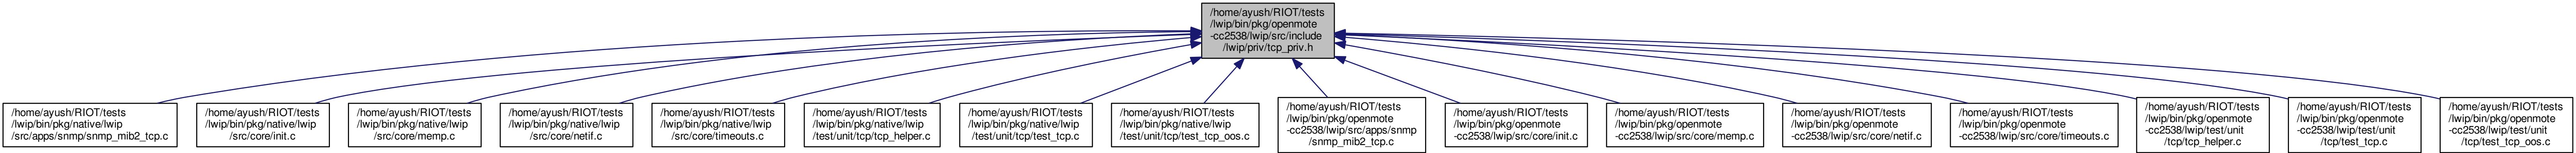 /home/ayush/RIOT/tests
/lwip/bin/pkg/openmote
-cc2538/lwip/src/include
/lwip/priv/tcp_priv.h
/home/ayush/RIOT/tests
/lwip/bin/pkg/native/lwip
/src/apps/snmp/snmp_mib2_tcp.c
/home/ayush/RIOT/tests
/lwip/bin/pkg/native/lwip
/src/core/init.c
/home/ayush/RIOT/tests
/lwip/bin/pkg/native/lwip
/src/core/memp.c
/home/ayush/RIOT/tests
/lwip/bin/pkg/native/lwip
/src/core/netif.c
/home/ayush/RIOT/tests
/lwip/bin/pkg/native/lwip
/src/core/timeouts.c
/home/ayush/RIOT/tests
/lwip/bin/pkg/native/lwip
/test/unit/tcp/tcp_helper.c
/home/ayush/RIOT/tests
/lwip/bin/pkg/native/lwip
/test/unit/tcp/test_tcp.c
/home/ayush/RIOT/tests
/lwip/bin/pkg/native/lwip
/test/unit/tcp/test_tcp_oos.c
/home/ayush/RIOT/tests
/lwip/bin/pkg/openmote
-cc2538/lwip/src/apps/snmp
/snmp_mib2_tcp.c
/home/ayush/RIOT/tests
/lwip/bin/pkg/openmote
-cc2538/lwip/src/core/init.c
/home/ayush/RIOT/tests
/lwip/bin/pkg/openmote
-cc2538/lwip/src/core/memp.c
/home/ayush/RIOT/tests
/lwip/bin/pkg/openmote
-cc2538/lwip/src/core/netif.c
/home/ayush/RIOT/tests
/lwip/bin/pkg/openmote
-cc2538/lwip/src/core/timeouts.c
/home/ayush/RIOT/tests
/lwip/bin/pkg/openmote
-cc2538/lwip/test/unit
/tcp/tcp_helper.c
/home/ayush/RIOT/tests
/lwip/bin/pkg/openmote
-cc2538/lwip/test/unit
/tcp/test_tcp.c
/home/ayush/RIOT/tests
/lwip/bin/pkg/openmote
-cc2538/lwip/test/unit
/tcp/test_tcp_oos.c